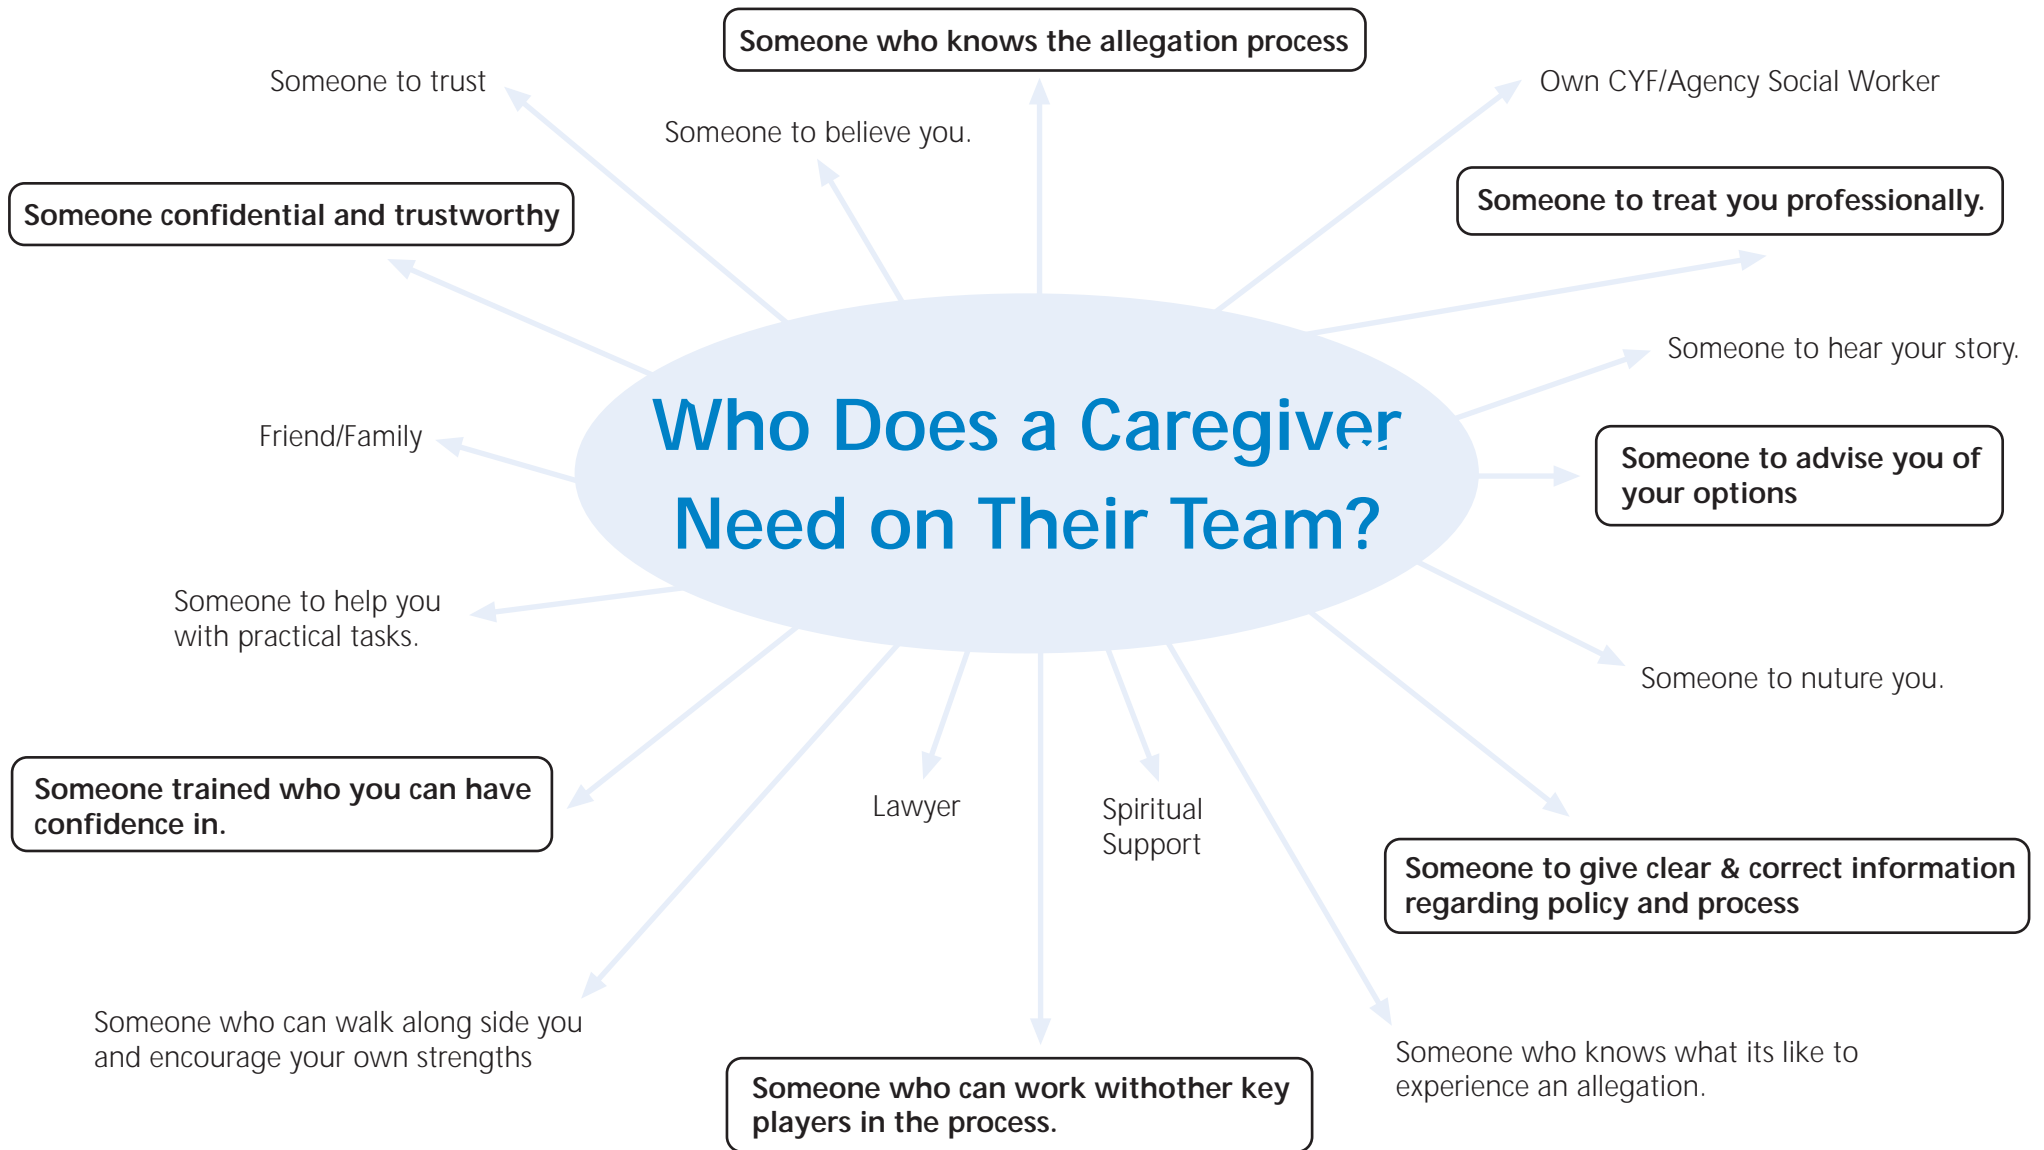 Someone who knows the allegation process
Someone to trust
Own CYF/Agency Social Worker
Someone to believe you.
Someone confidential and trustworthy
Someone to treat you professionally.
Someone to hear your story.
Who Does a Caregiver
Need on Their Team?
Friend/Family
Someone to advise you of
your options
Someone to help you
with practical tasks.
Someone to nuture you.
Someone trained who you can have
confidence in.
Lawyer
Spiritual
Support
Someone to give clear & correct information
regarding policy and process
Someone who can walk along side you
and encourage your own strengths
Someone who can work withother key
players in the process.
Someone who knows what its like to
experience an allegation.